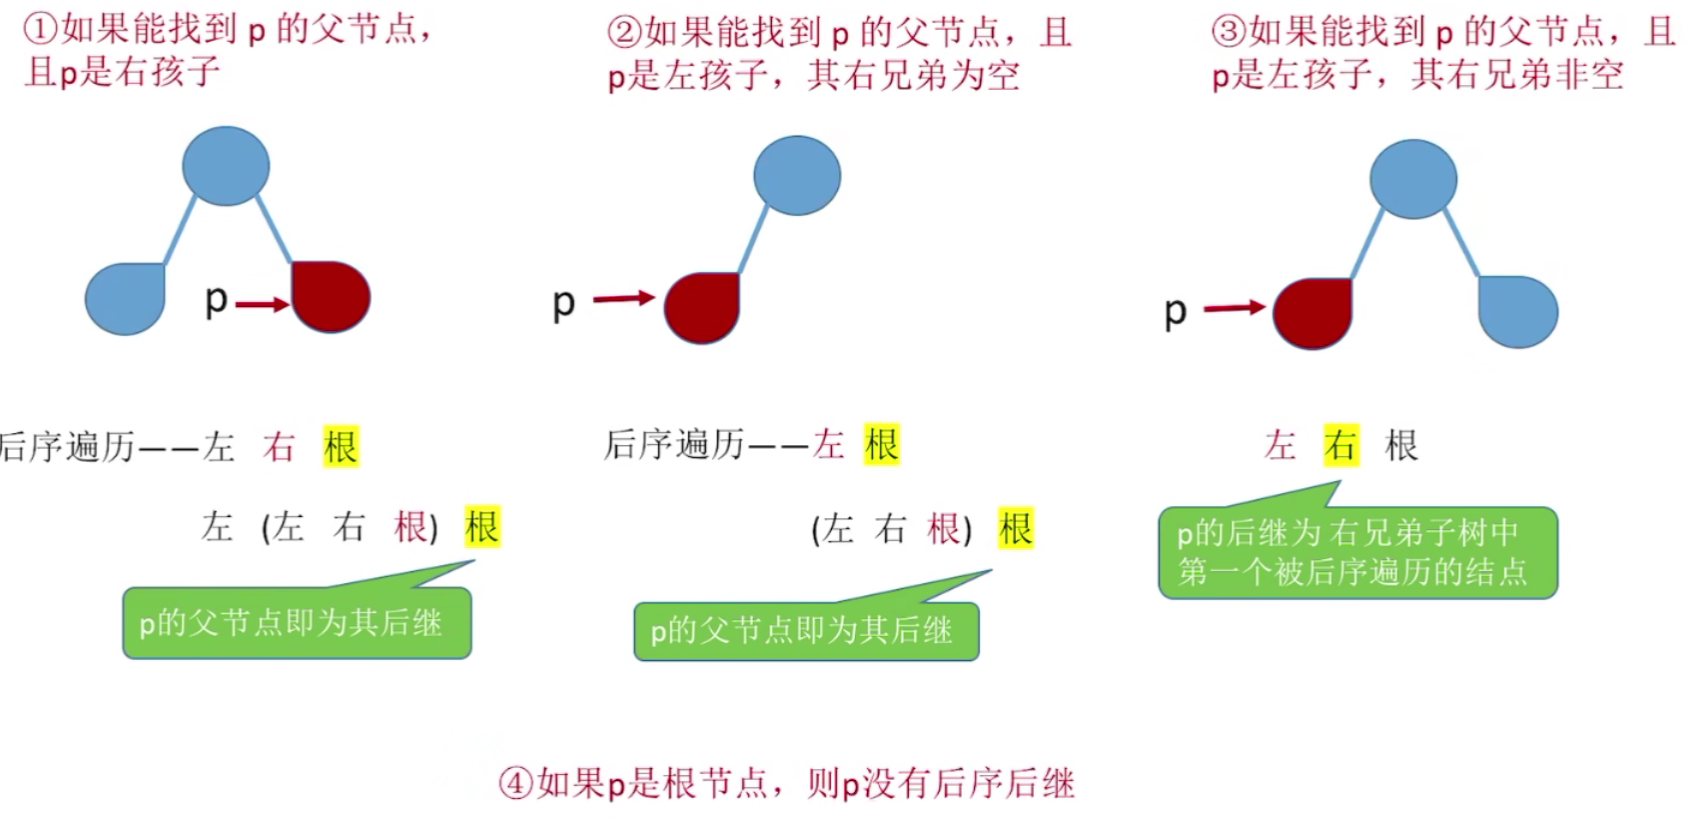 ①如果能找到 p 的父节点，
且p是右孩子
p
后序遍历——左 右 根
左 (左 右 根) 根
p的父节点即为其后继
②如果能找到 p 的父节点，且
p是左孩子，其右兄弟为空
p
后序遍历——左 根
(左 右 根) 根
p的父节点即为其后继
③如果能找到 p 的父节点，且
p是左孩子，其右兄弟非空
p
左 右 根
p的后继为 右兄弟子树中
第一个被后序遍历的结点
④如果p是根节点，则p没有后序后继